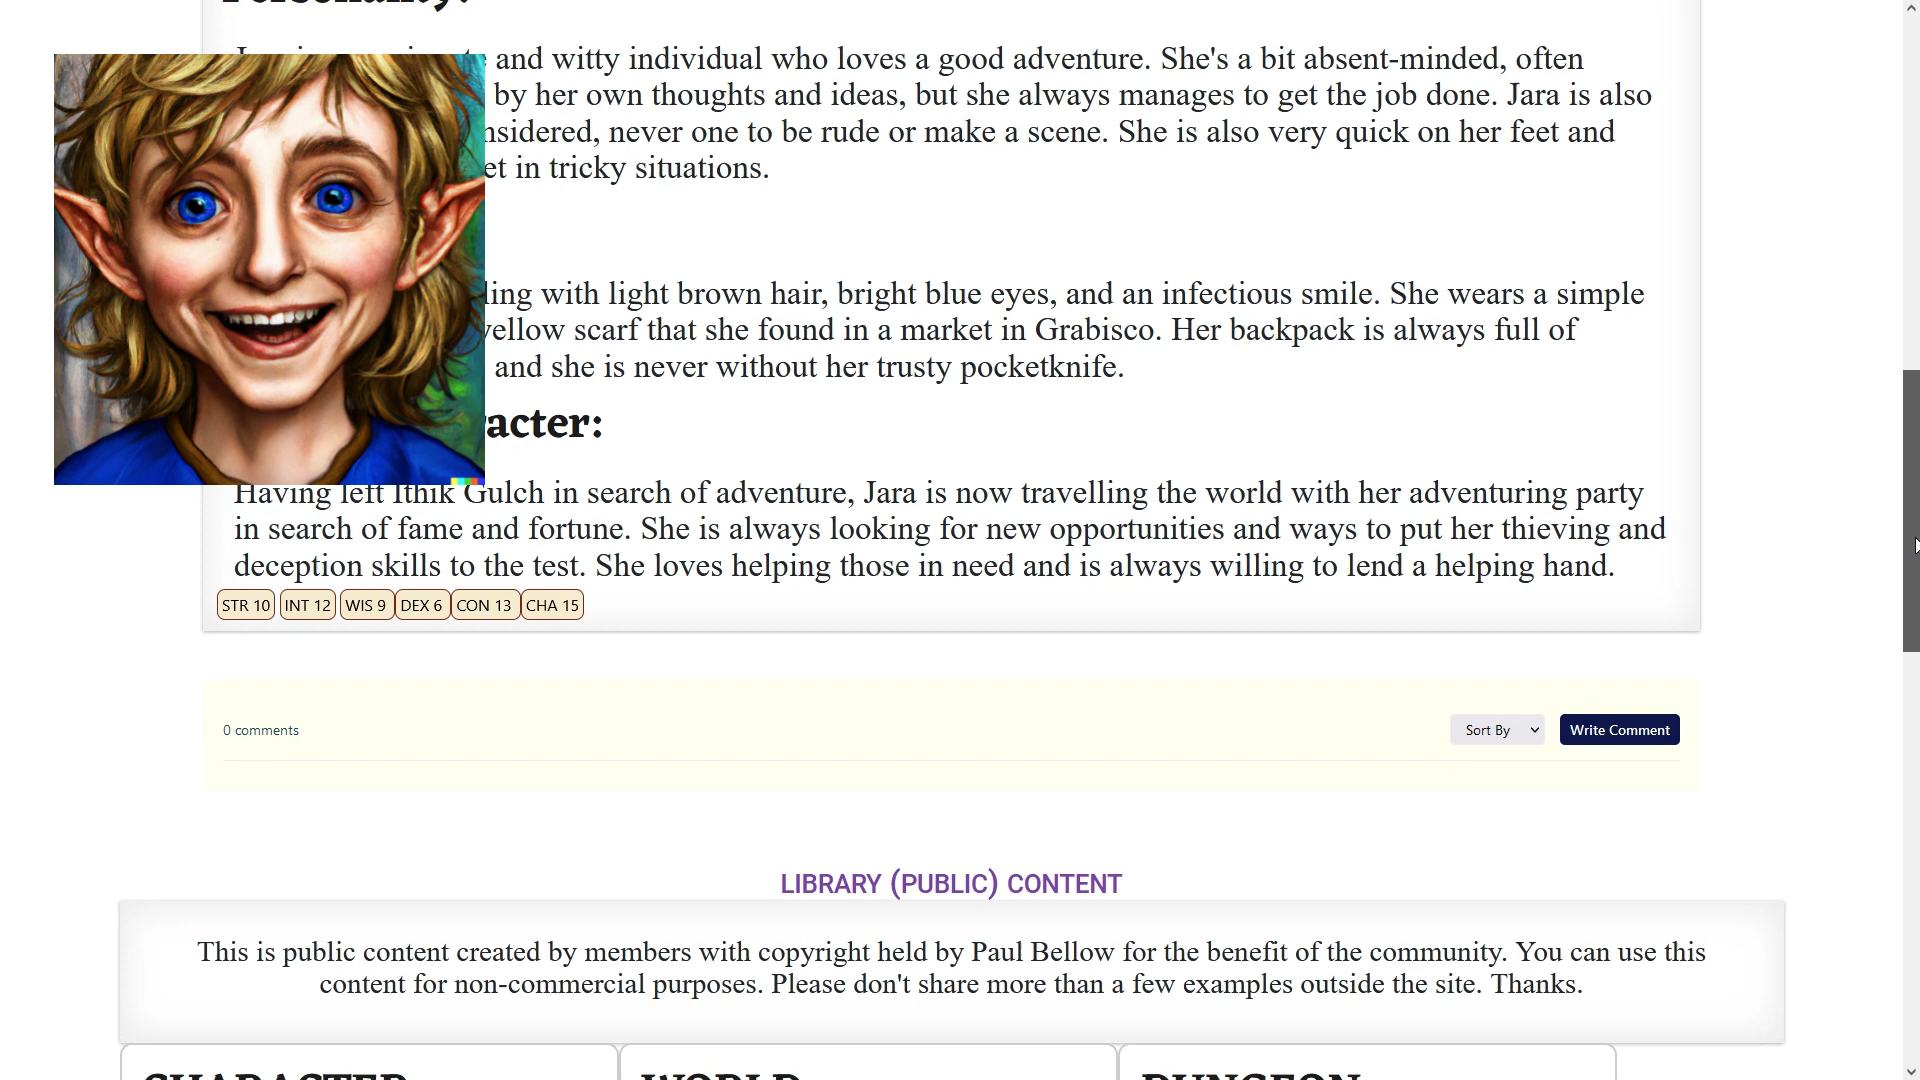 Personality:
and witty individual who loves a good adventure. She's a bit absent-minded, often
by her own thoughts and ideas, but she always manages to get the job done. Jara is also
nsidered, never one to be rude or make a scene. She is also very quick on her feet and
et in tricky situations.
ling with light brown hair, bright blue eyes, and an infectious smile. She wears a simple
yellow scarf that she found in a market in Grabisco. Her backpack is always full of
and she is never without her trusty pocketknife.
acter:
Having left Ithik Gulch in search of adventure, Jara is now travelling the world with her adventuring party
in search of fame and fortune. She is always looking for new opportunities and ways to put her thieving and
deception skills to the test. She loves helping those in need and is always willing to lend a helping hand.
STR 10 INT 12 WIS 9 DEX 6 CON 13 CHA 15
0 comments Sort By Write Comment
LIBRARY (PUBLIC) CONTENT
This is public content created by members with copyright held by Paul Bellow for the benefit of the community. You can use this
content for non-commercial purposes. Please don't share more than a few examples outside the site. Thanks.
CHARACTER WORLD DUNGEON